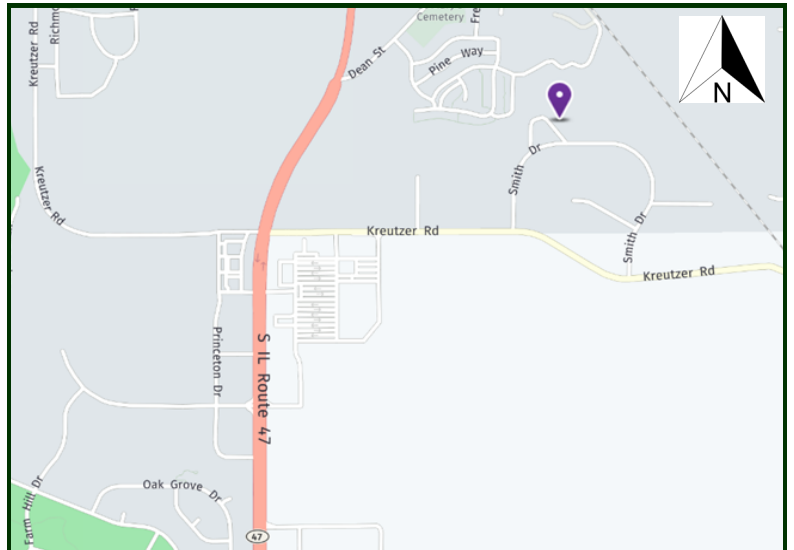 Kreutzer Rd
Cemetery
Dean St
Pine Way
N
Smith Dr
Kreutzer Rd
Kreutzer Rd
Smith Dr
Kreutzer Rd
Princeton Dr
S IL Route 47
Farm Hill Dr
Oak Grove Dr
47